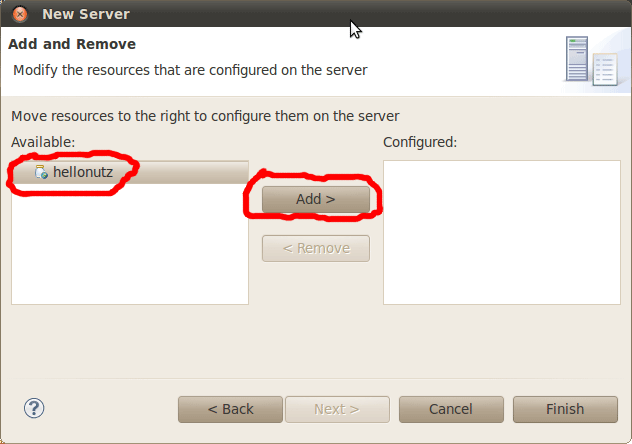 New Server
Add and Remove
Modify the resources that are configured on the server
Move resources to the right to configure them on the server
Available:
Configured:
hellonutz
Add >
< Remove
?
< Back
Next >
Cancel
Finish